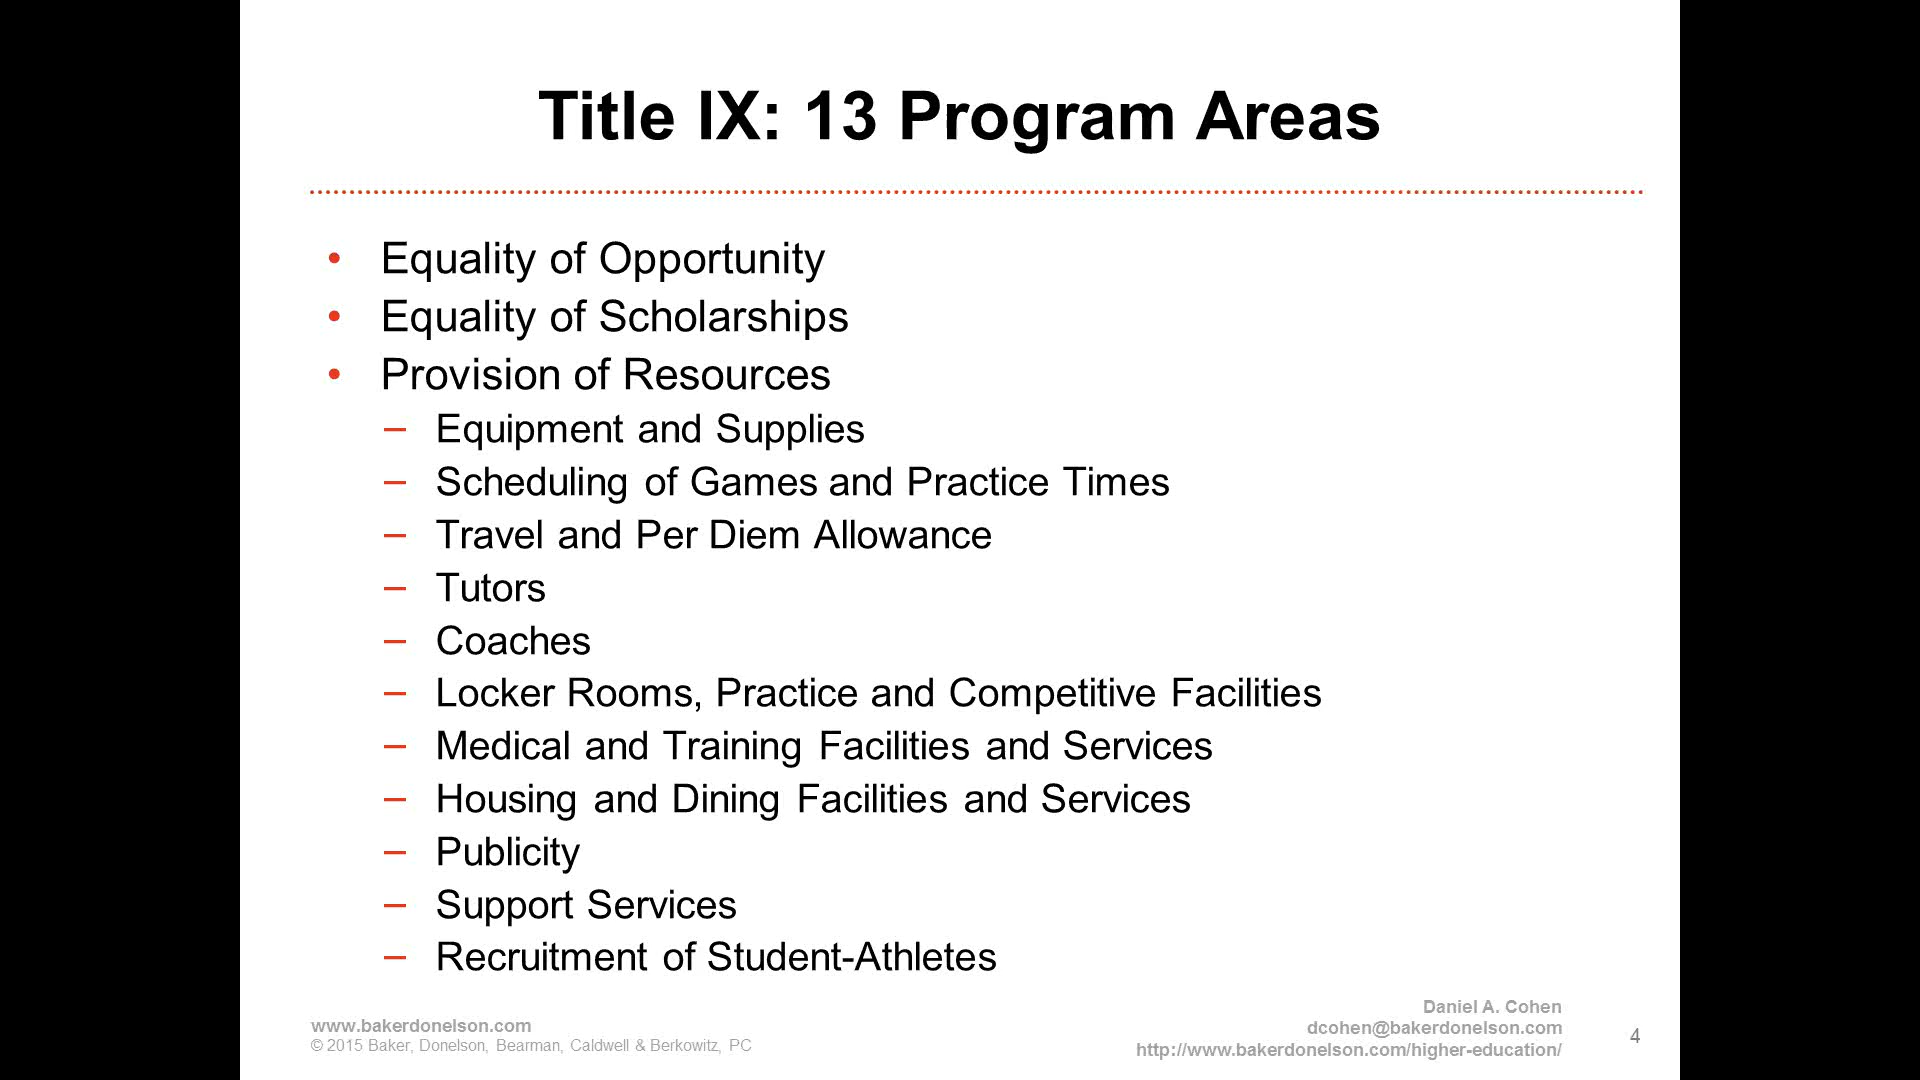 Title IX: 13 Program Areas
• Equality of Opportunity
• Equality of Scholarships
• Provision of Resources
– Equipment and Supplies
– Scheduling of Games and Practice Times
– Travel and Per Diem Allowance
– Tutors
– Coaches
– Locker Rooms, Practice and Competitive Facilities
– Medical and Training Facilities and Services
– Housing and Dining Facilities and Services
– Publicity
– Support Services
– Recruitment of Student-Athletes
www.bakerdonelson.com
© 2015 Baker, Donelson, Bearman, Caldwell & Berkowitz, PC
Daniel A. Cohen
dcohen@bakerdonelson.com
http://www.bakerdonelson.com/higher-education/
4